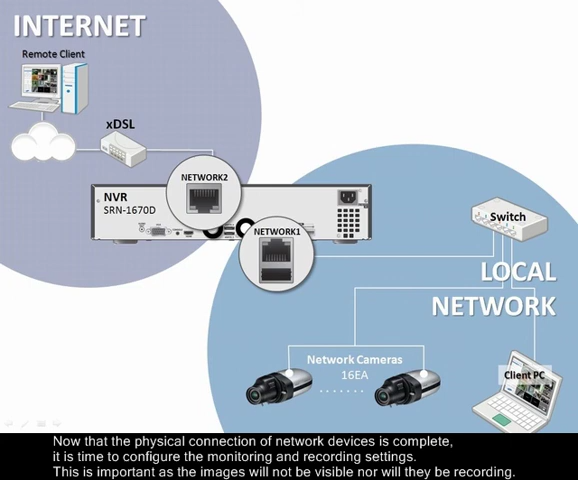 INTERNET
Remote Client
xDSL
NETWORK2
NVR
SRN-1670D
NETWORK1
Switch
LOCAL
NETWORK
Network Cameras
16EA
Client PC
Now that the physical connection of network devices is complete,
it is time to configure the monitoring and recording settings.
This is important as the images will not be visible nor will they be recording.